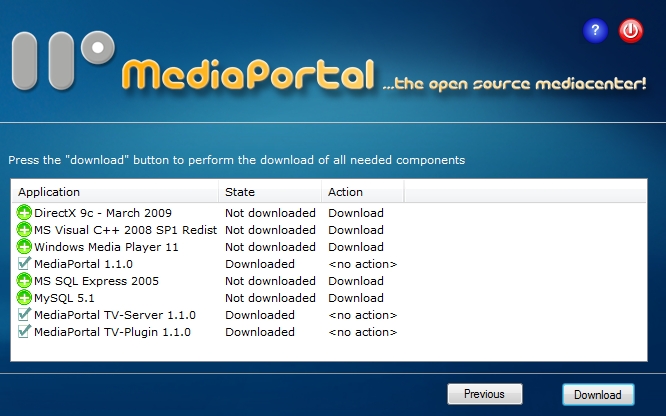 ?
MediaPortal ...the open source mediacenter!
Press the "download" button to perform the download of all needed components
Application State Action
DirectX 9c - March 2009 Not downloaded Download
MS Visual C++ 2008 SP1 Redist Not downloaded Download
Windows Media Player 11 Not downloaded Download
MediaPortal 1.1.0 Downloaded <no action>
MS SQL Express 2005 Not downloaded Download
MySQL 5.1 Not downloaded Download
MediaPortal TV-Server 1.1.0 Downloaded <no action>
MediaPortal TV-Plugin 1.1.0 Downloaded <no action>
Previous Download